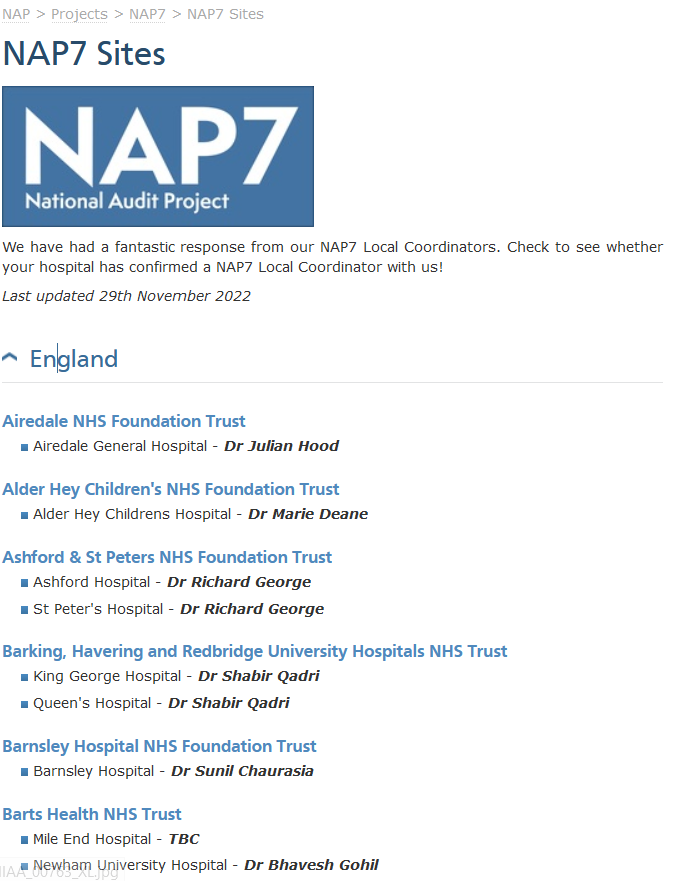 NAP > Projects > NAP7 > NAP7 Sites
NAP7 Sites
NAP7
National Audit Project
We have had a fantastic response from our NAP7 Local Coordinators. Check to see whether
your hospital has confirmed a NAP7 Local Coordinator with us!
Last updated 29th November 2022
England
Airedale NHS Foundation Trust
Airedale General Hospital - Dr Julian Hood
Alder Hey Children's NHS Foundation Trust
Alder Hey Childrens Hospital - Dr Marie Deane
Ashford & St Peters NHS Foundation Trust
Ashford Hospital - Dr Richard George
St Peter's Hospital - Dr Richard George
Barking, Havering and Redbridge University Hospitals NHS Trust
King George Hospital - Dr Shabir Qadri
Queen's Hospital - Dr Shabir Qadri
Barnsley Hospital NHS Foundation Trust
Barnsley Hospital - Dr Sunil Chaurasia
Barts Health NHS Trust
Mile End Hospital - TBC
Newham University Hospital - Dr Bhavesh Gohil